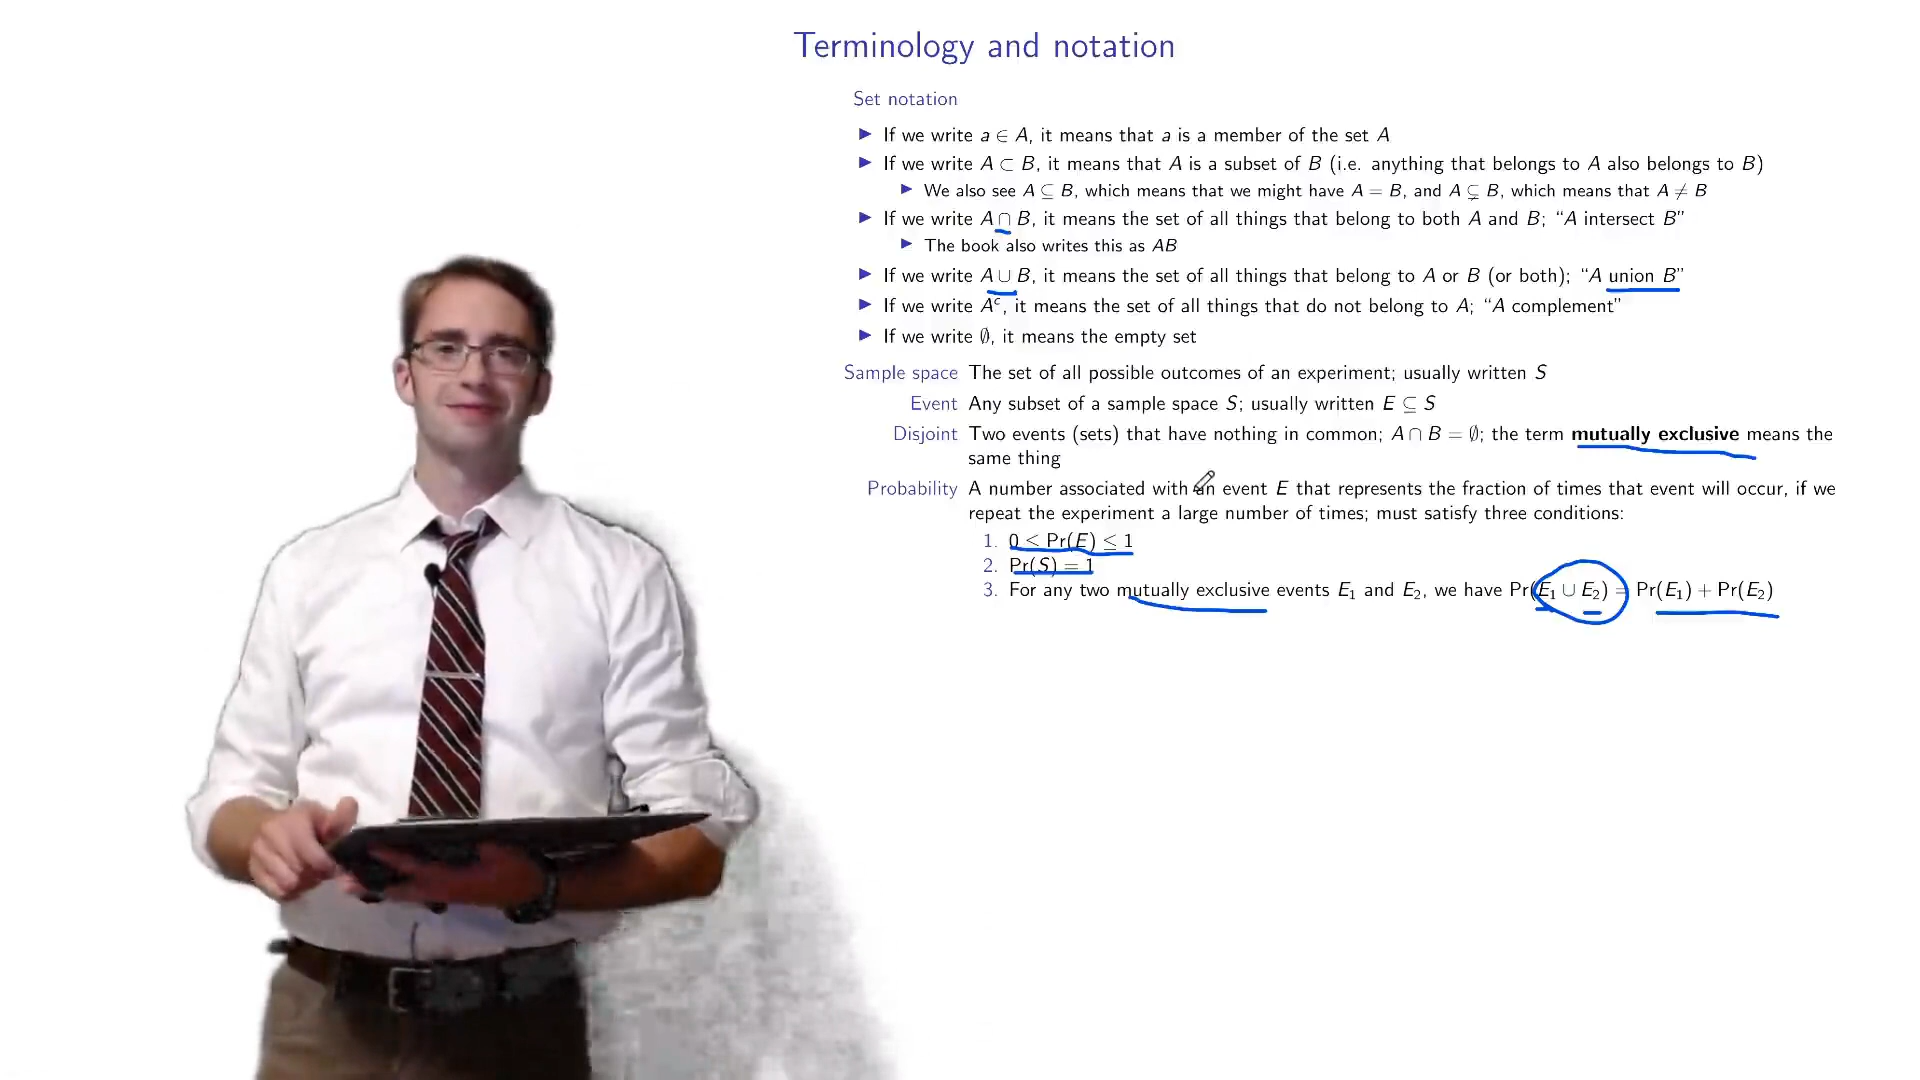 Terminology and notation
Set notation
▶ If we write a ∈ A, it means that a is a member of the set A
▶ If we write A ⊂ B, it means that A is a subset of B (i.e. anything that belongs to A also belongs to B)
▶ We also see A ⊆ B, which means that we might have A = B, and A ⊊ B, which means that A ≠ B
▶ If we write A ∩ B, it means the set of all things that belong to both A and B; “A intersect B”
▶ The book also writes this as AB
▶ If we write A ∪ B, it means the set of all things that belong to A or B (or both); “A union B”
▶ If we write Aᶜ, it means the set of all things that do not belong to A; “A complement”
▶ If we write ∅, it means the empty set
Sample space The set of all possible outcomes of an experiment; usually written S
Event Any subset of a sample space S; usually written E ⊆ S
Disjoint Two events (sets) that have nothing in common; A ∩ B = ∅; the term mutually exclusive means the
same thing
Probability A number associated with an event E that represents the fraction of times that event will occur, if we
repeat the experiment a large number of times; must satisfy three conditions:
1. 0 ≤ Pr(E) ≤ 1
2. Pr(S) = 1
3. For any two mutually exclusive events E₁ and E₂, we have Pr(E₁ ∪ E₂) = Pr(E₁) + Pr(E₂)